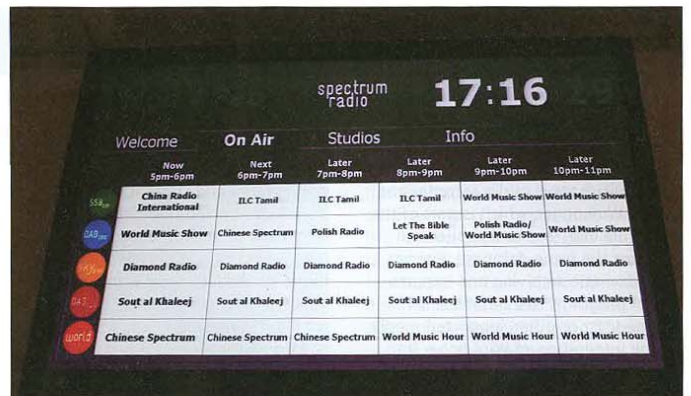 spectrum
radio
17:16
Welcome On Air Studios Info
Now Next Later Later Later Later
5pm-6pm 6pm-7pm 7pm-8pm 8pm-9pm 9pm-10pm 10pm-11pm
China Radio International ILC Tamil ILC Tamil ILC Tamil World Music Show World Music Show
World Music Show Chinese Spectrum Polish Radio Let The Bible Speak Polish Radio/ World Music Show World Music Show
Diamond Radio Diamond Radio Diamond Radio Diamond Radio Diamond Radio Diamond Radio
Sout al Khaleej Sout al Khaleej Sout al Khaleej Sout al Khaleej Sout al Khaleej Sout al Khaleej
world Chinese Spectrum Chinese Spectrum Chinese Spectrum World Music Hour World Music Hour World Music Hour